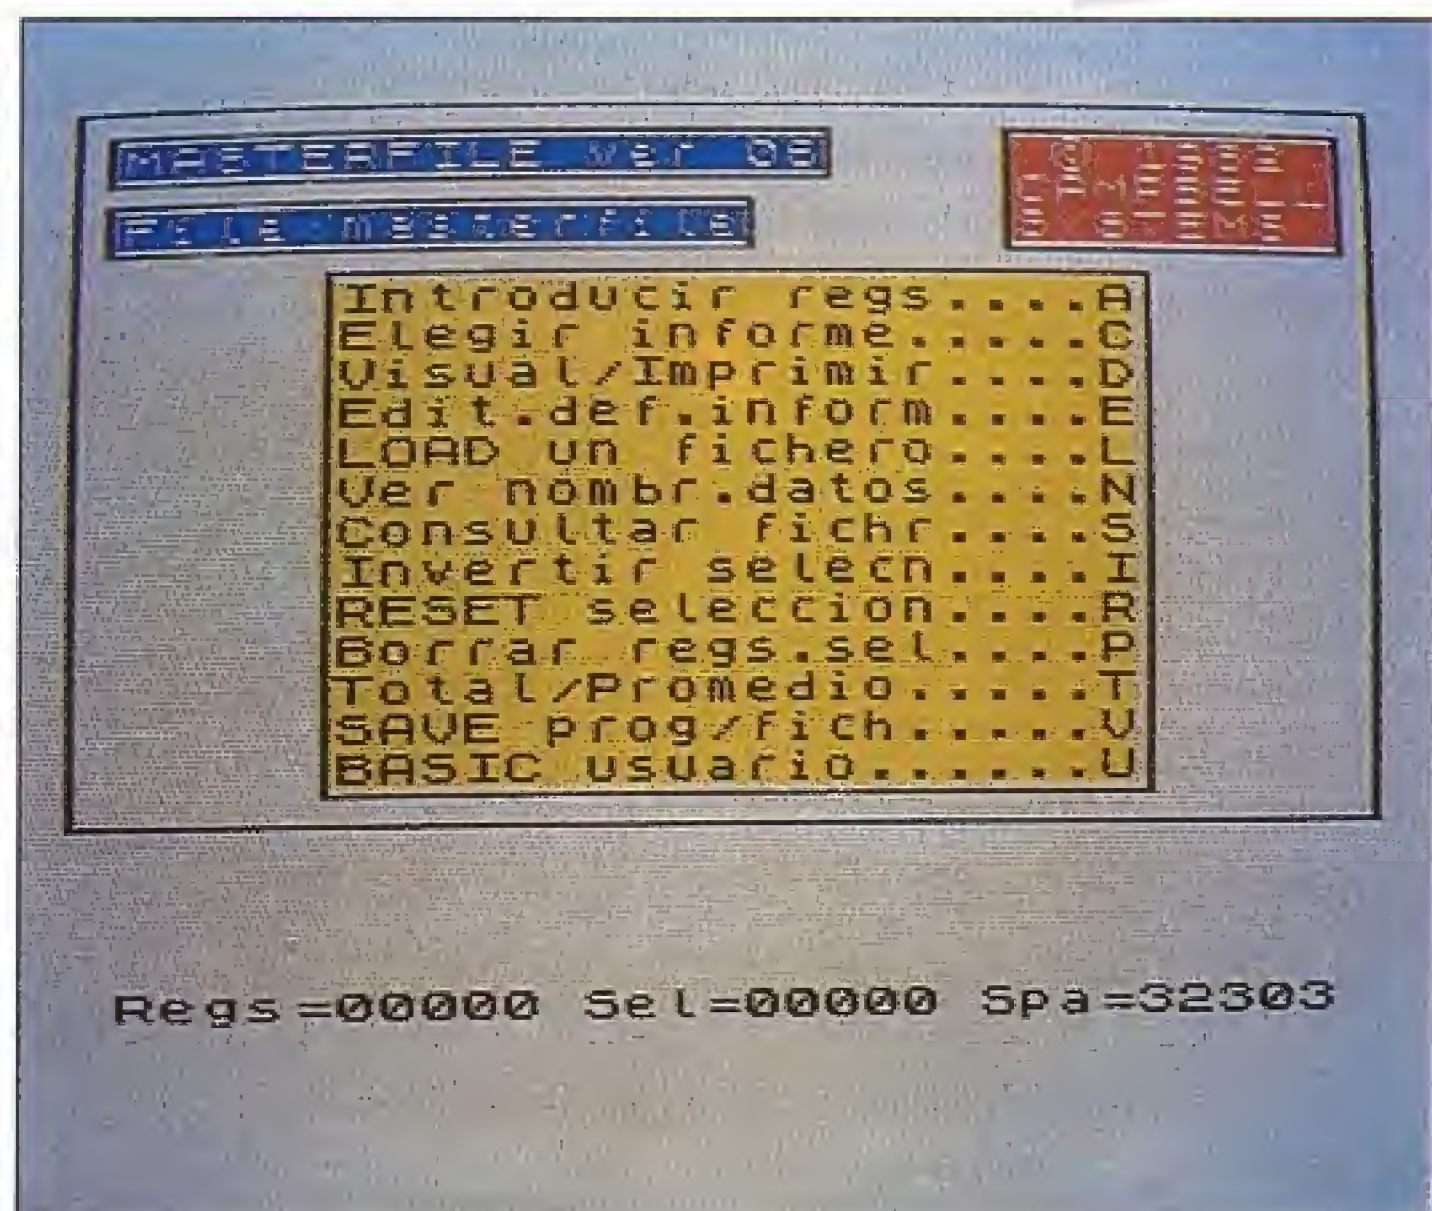 MASTERFILE ver 08
File masterfile
Introducir regs....A
Elegir informe.....C
Visual/Imprimir....D
Edit.def.inform....E
LOAD un fichero....L
Ver nombr.datos....N
Consultar fichr....S
Invertir selecn....I
RESET seleccion....R
Borrar regs.sel....P
Total/Promedio.....T
SAVE prog/fich.....V
BASIC usuario......U
Regs=00000 Sel=00000 Spa=32303